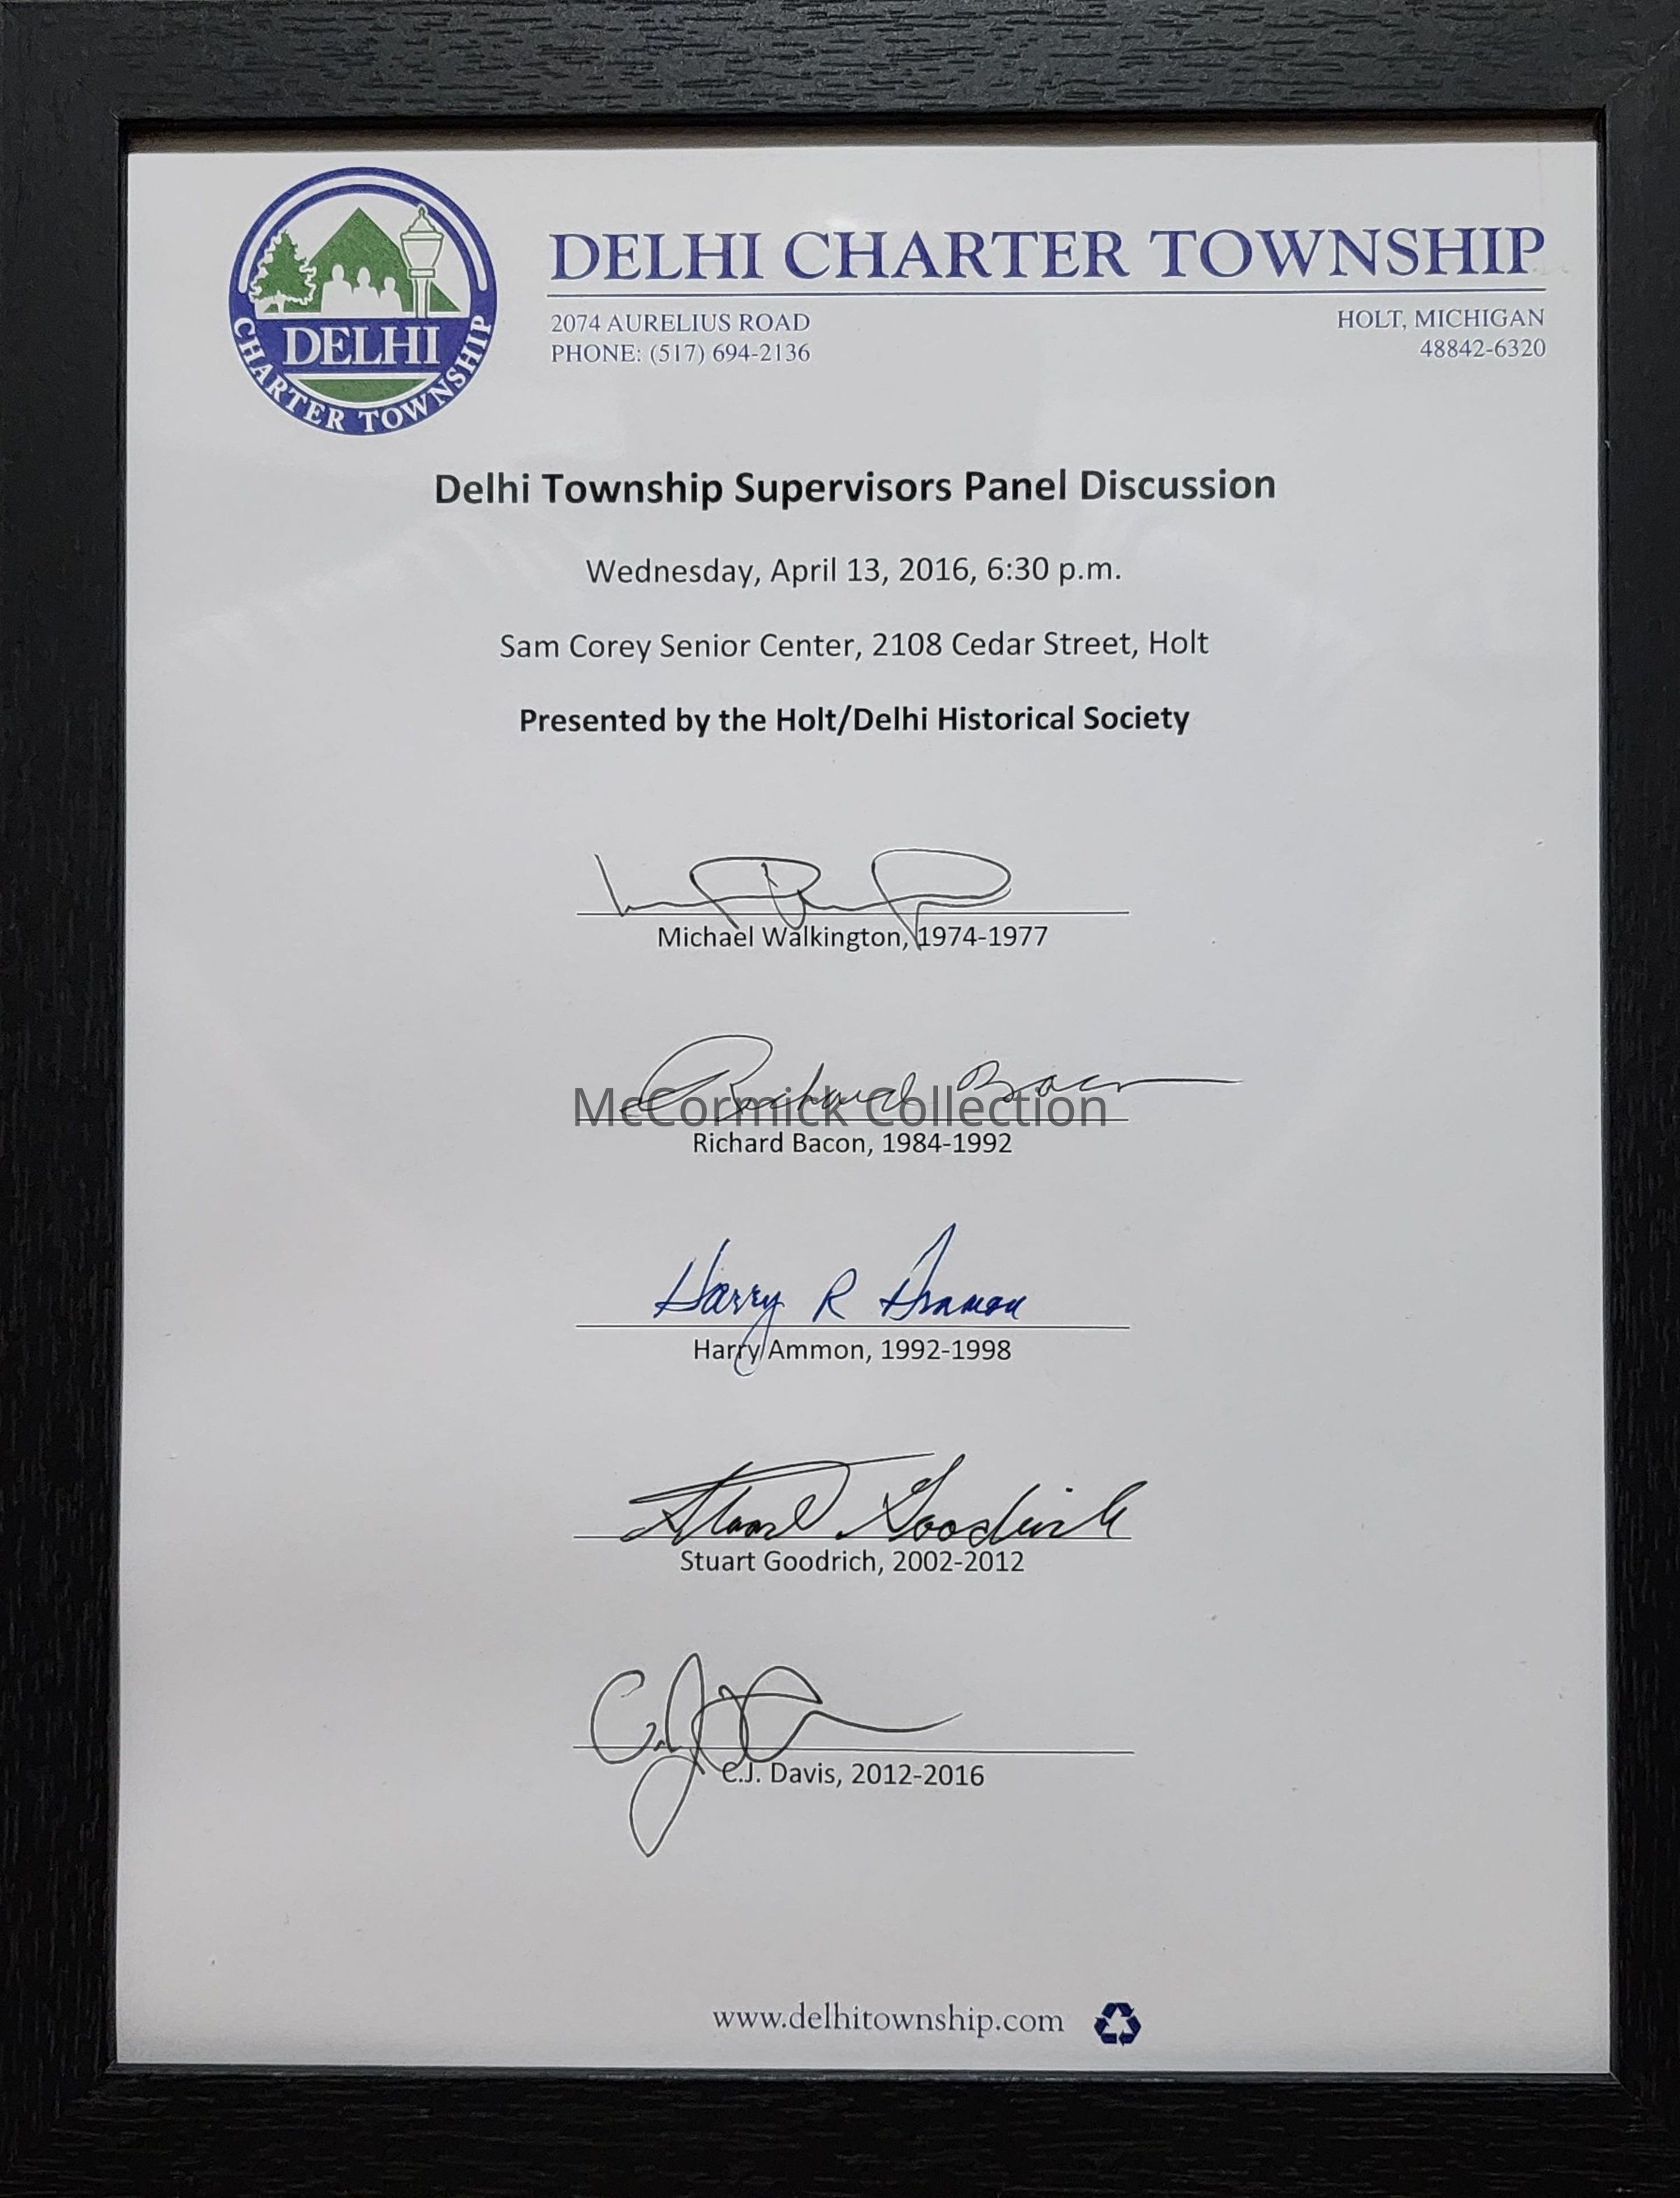 DELHI
CHARTER TOWNSHIP
DELHI CHARTER TOWNSHIP
2074 AURELIUS ROAD
PHONE: (517) 694-2136
HOLT, MICHIGAN
48842-6320
Delhi Township Supervisors Panel Discussion
Wednesday, April 13, 2016, 6:30 p.m.
Sam Corey Senior Center, 2108 Cedar Street, Holt
Presented by the Holt/Delhi Historical Society
Michael Walkington, 1974-1977
Richard Bacon
McCormick Collection
Richard Bacon, 1984-1992
Harry R Ammon
Harry Ammon, 1992-1998
Stuart Goodrich
Stuart Goodrich, 2002-2012
C.J. Davis, 2012-2016
www.delhitownship.com